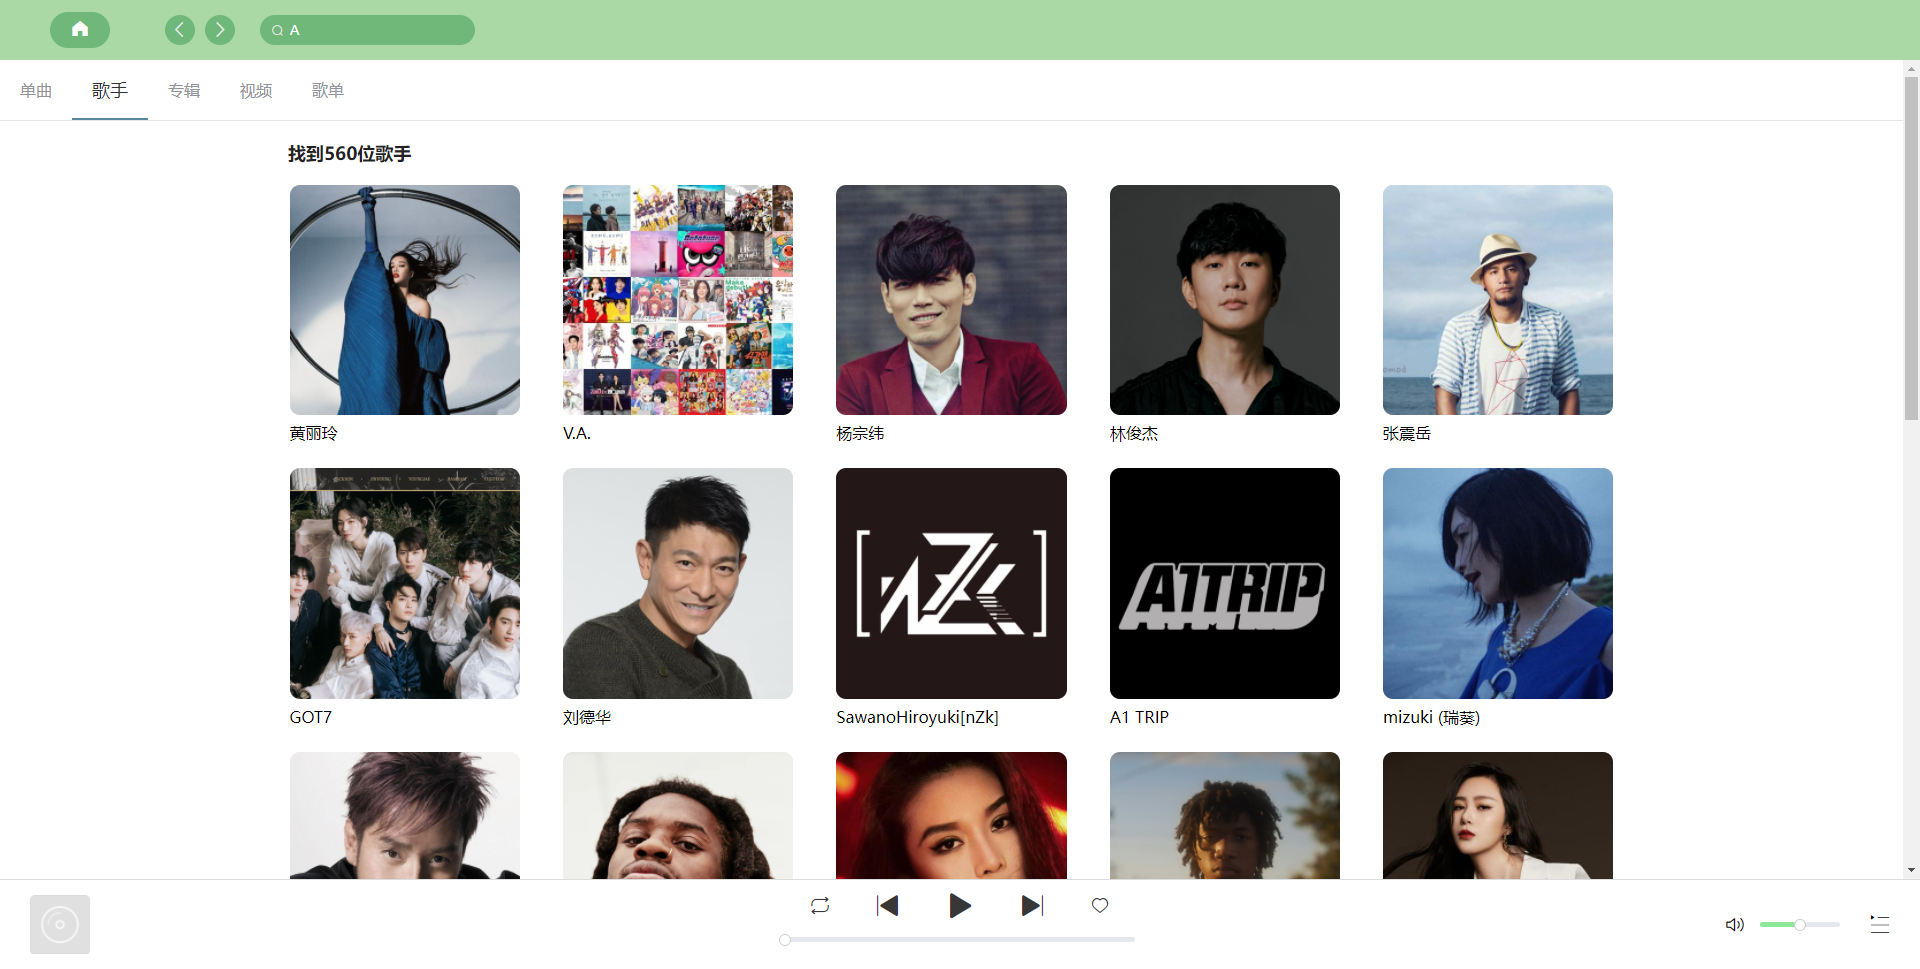 A
单曲 歌手 专辑 视频 歌单
找到560位歌手
黄丽玲 V.A. 杨宗纬 林俊杰 张震岳
[nZk] A1TRIP
GOT7 刘德华 SawanoHiroyuki[nZk] A1 TRIP mizuki (瑞葵)